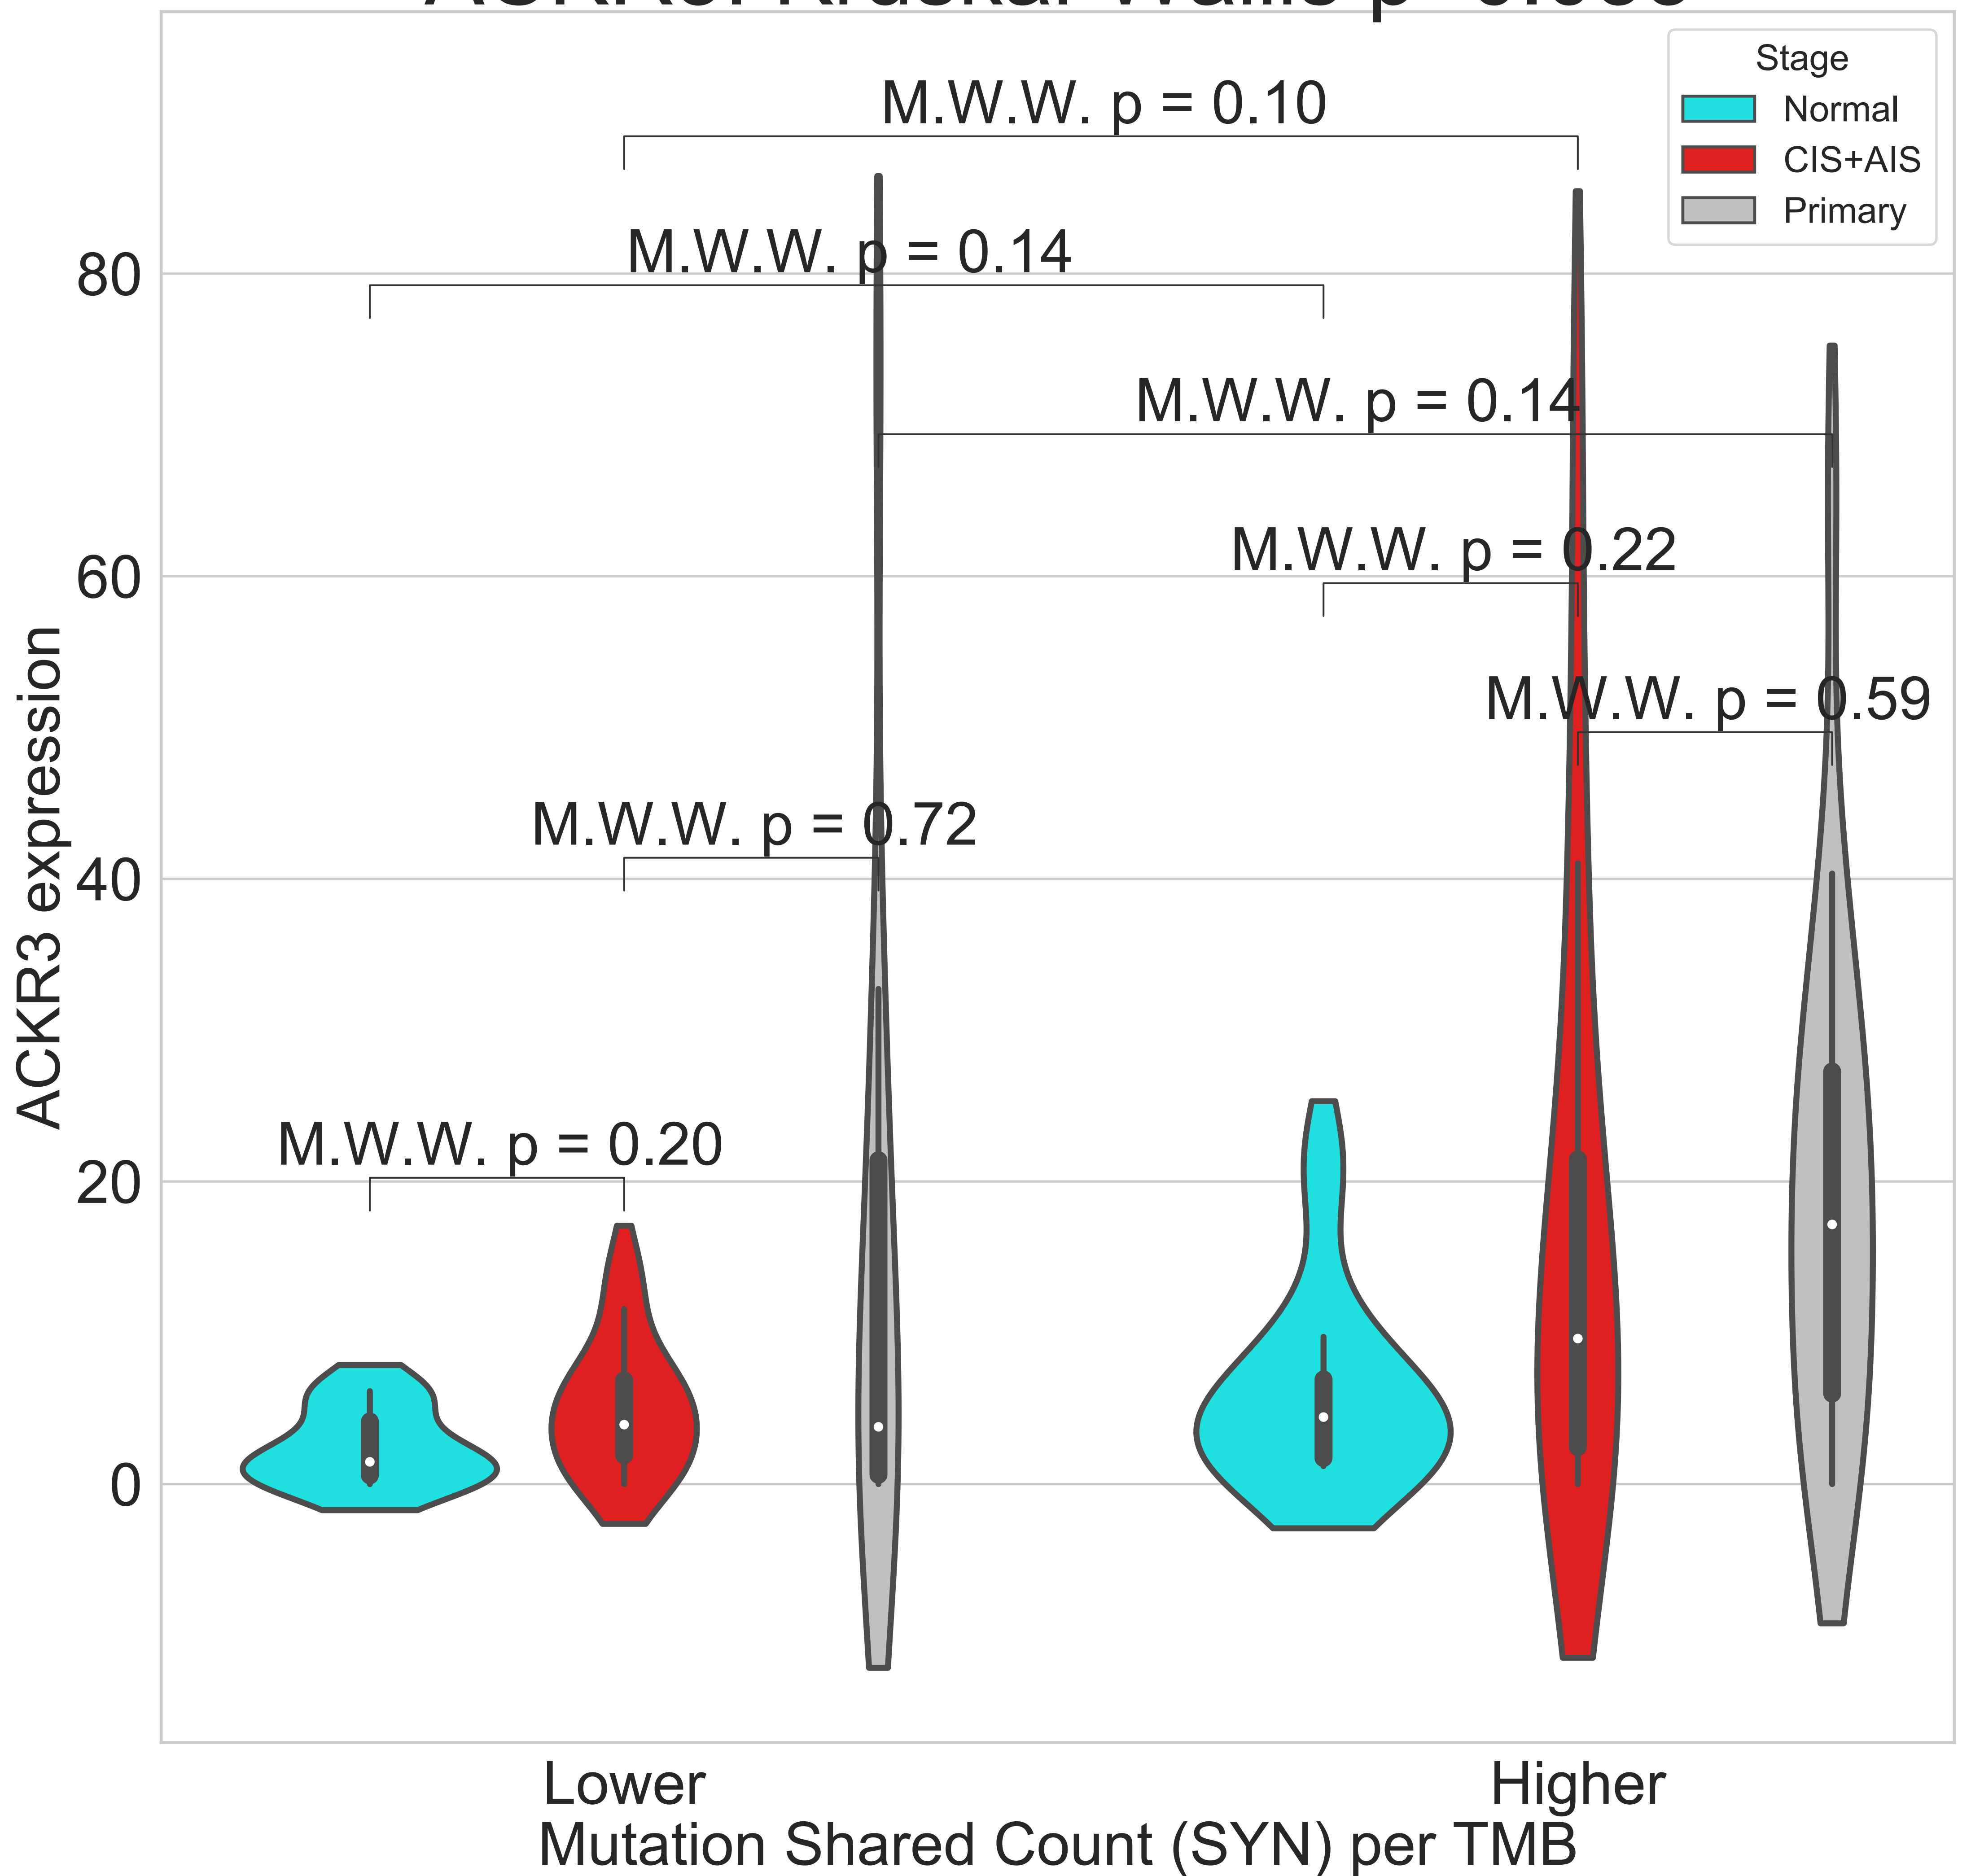 Stage
Normal
CIS+AIS
Primary
M.W.W. p = 0.10
M.W.W. p = 0.14
M.W.W. p = 0.14
M.W.W. p = 0.22
M.W.W. p = 0.59
M.W.W. p = 0.72
M.W.W. p = 0.20
80
60
40
20
0
ACKR3 expression
Lower
Higher
Mutation Shared Count (SYN) per TMB